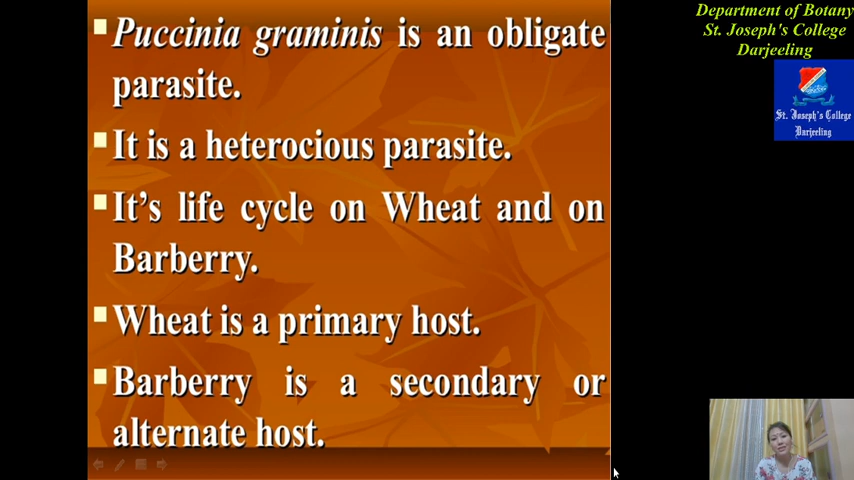 Puccinia graminis is an obligate
parasite.
It is a heterocious parasite.
It’s life cycle on Wheat and on
Barberry.
Wheat is a primary host.
Barberry is a secondary or
alternate host.
Department of Botany
St. Joseph's College
Darjeeling
St. Joseph's College
Darjeeling